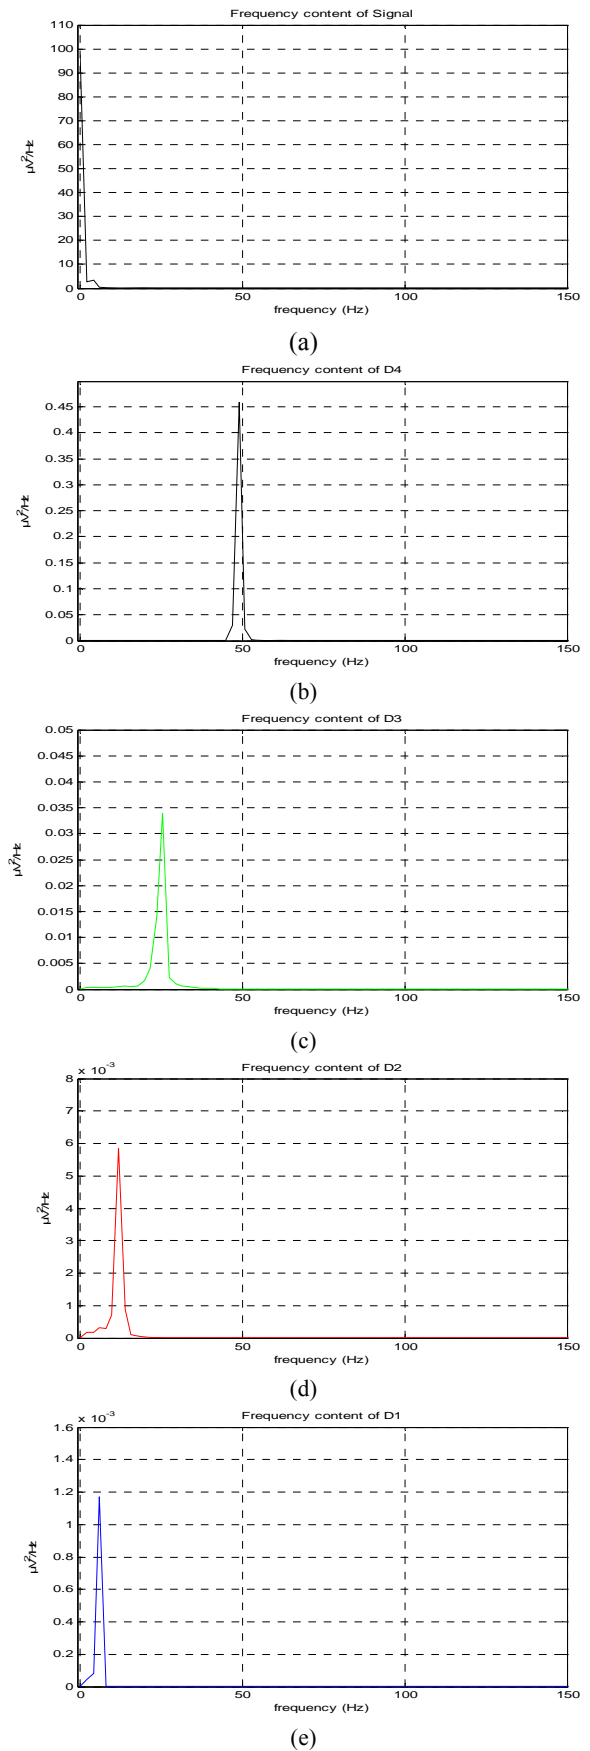 Frequency content of Signal
110
100
90
80
70
60
50
40
30
20
10
0
µV²/Hz
0 50 100 150
frequency (Hz)
(a)
Frequency content of D4
0.45
0.4
0.35
0.3
0.25
0.2
0.15
0.1
0.05
0
µV²/Hz
0 50 100 150
frequency (Hz)
(b)
Frequency content of D3
0.05
0.045
0.04
0.035
0.03
0.025
0.02
0.015
0.01
0.005
0
µV²/Hz
0 50 100 150
frequency (Hz)
(c)
Frequency content of D2
x 10⁻³
8
7
6
5
4
3
2
1
0
µV²/Hz
0 50 100 150
frequency (Hz)
(d)
Frequency content of D1
x 10⁻³
1.6
1.4
1.2
1
0.8
0.6
0.4
0.2
0
µV²/Hz
0 50 100 150
frequency (Hz)
(e)